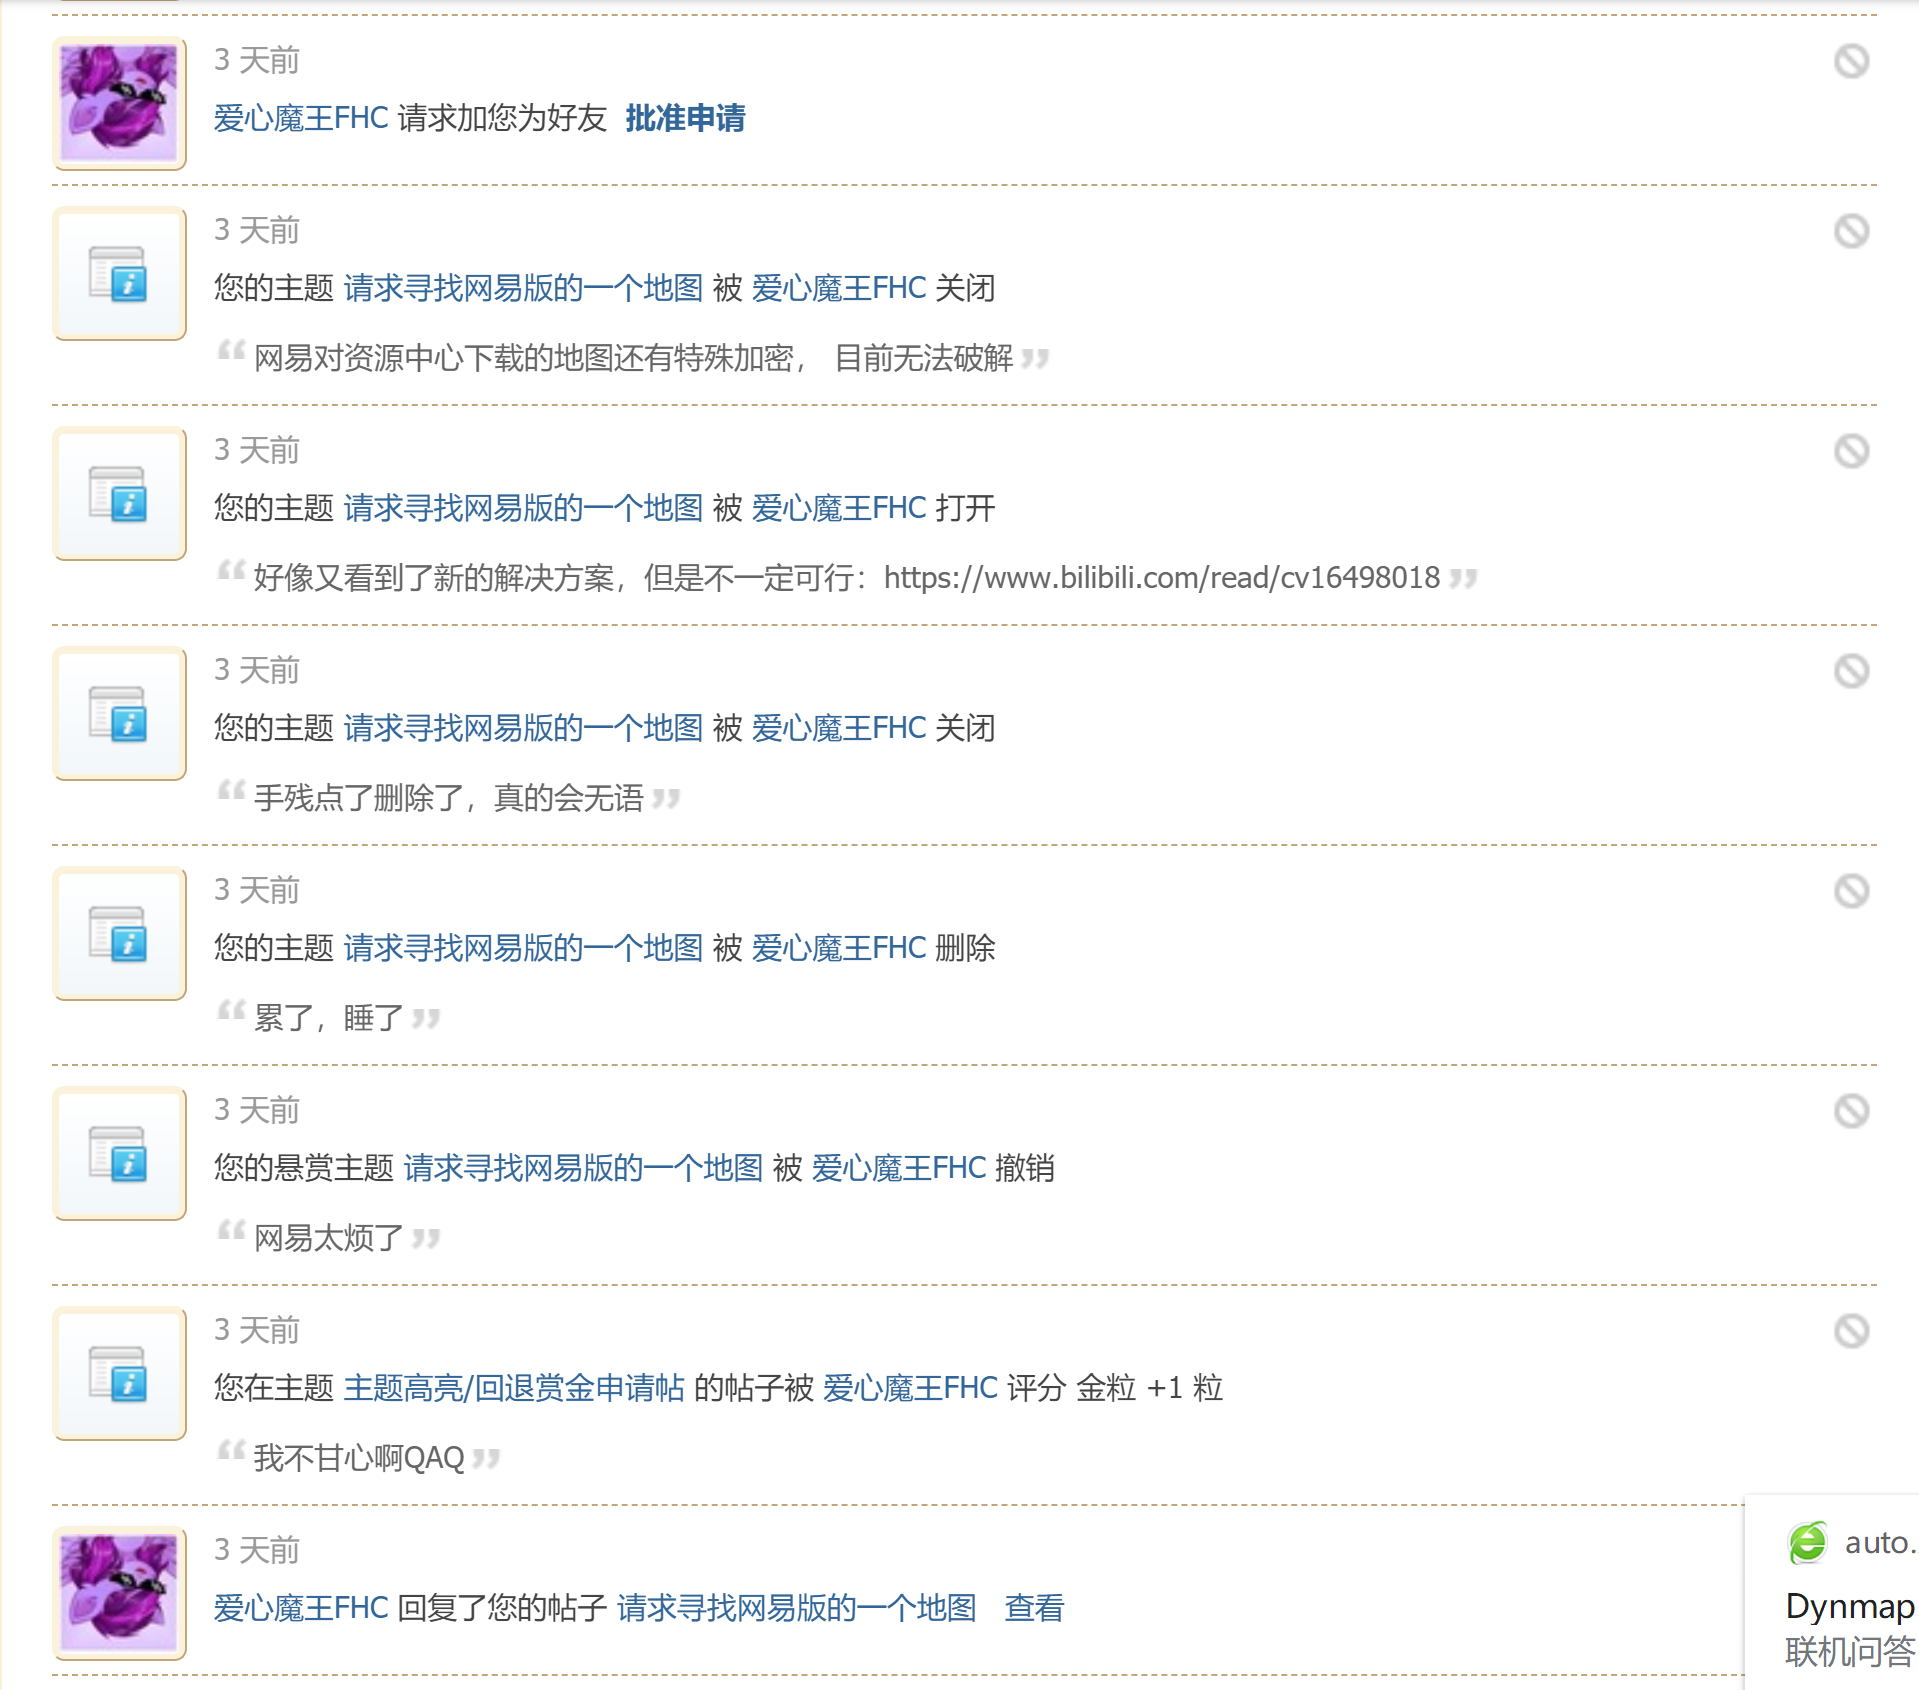 3 天前
爱心魔王FHC 请求加您为好友 批准申请
3 天前
您的主题 请求寻找网易版的一个地图 被 爱心魔王FHC 关闭
“ 网易对资源中心下载的地图还有特殊加密， 目前无法破解 ”
3 天前
您的主题 请求寻找网易版的一个地图 被 爱心魔王FHC 打开
“ 好像又看到了新的解决方案，但是不一定可行：https://www.bilibili.com/read/cv16498018 ”
3 天前
您的主题 请求寻找网易版的一个地图 被 爱心魔王FHC 关闭
“ 手残点了删除了，真的会无语 ”
3 天前
您的主题 请求寻找网易版的一个地图 被 爱心魔王FHC 删除
“ 累了，睡了 ”
3 天前
您的悬赏主题 请求寻找网易版的一个地图 被 爱心魔王FHC 撤销
“ 网易太烦了 ”
3 天前
您在主题 主题高亮/回退赏金申请帖 的帖子被 爱心魔王FHC 评分 金粒 +1 粒
“ 我不甘心啊QAQ ”
3 天前
爱心魔王FHC 回复了您的帖子 请求寻找网易版的一个地图 查看
auto.
Dynmap
联机问答